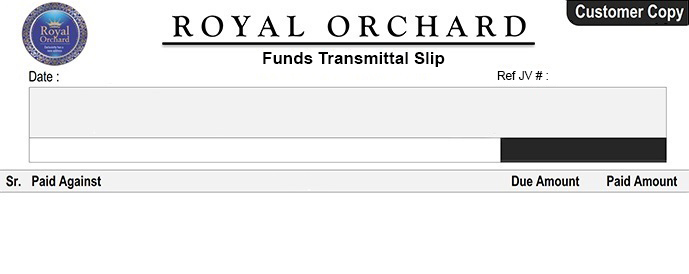 Customer Copy
Royal
Orchard
ROYAL ORCHARD
Funds Transmittal Slip
Date : Ref JV # :
Sr. Paid Against Due Amount Paid Amount